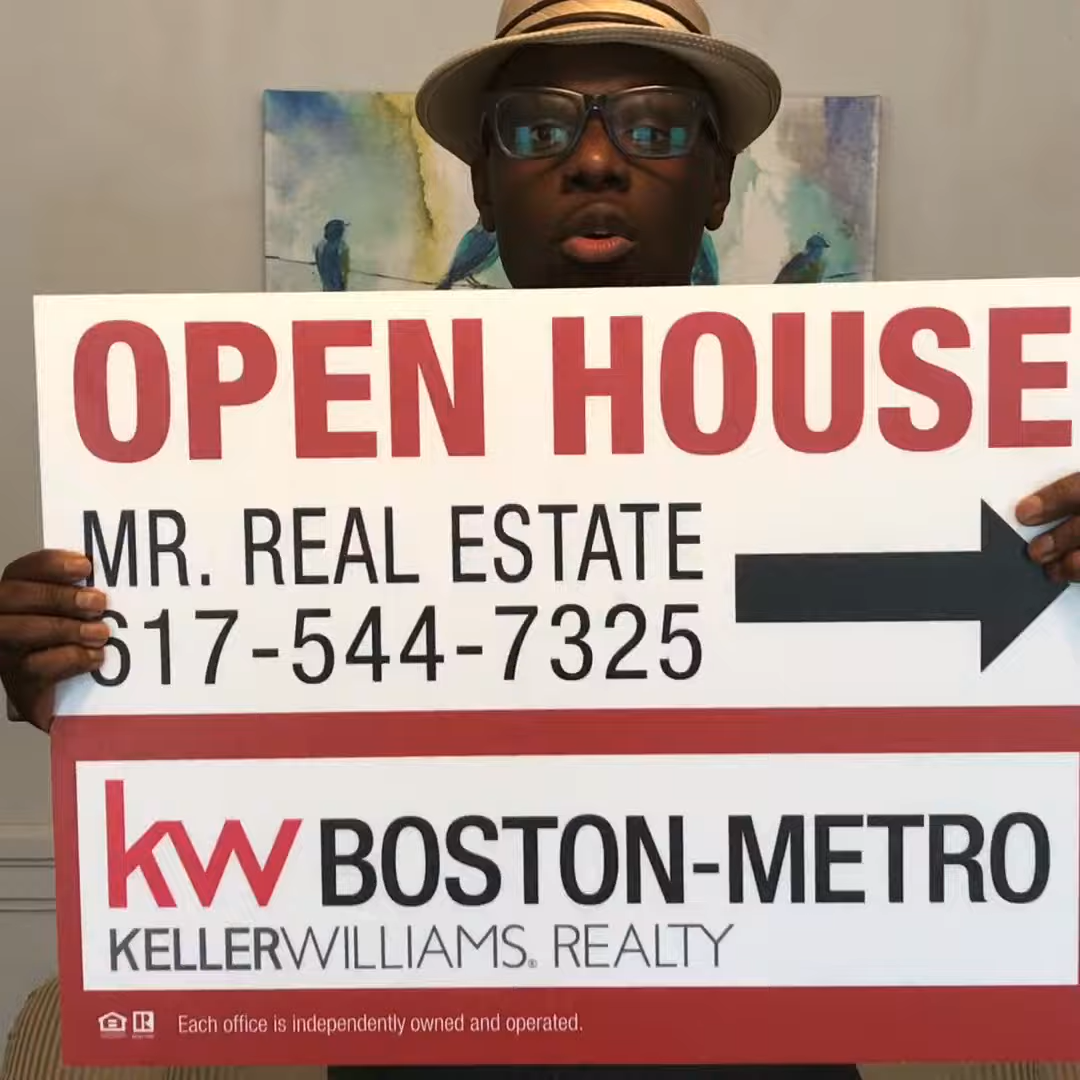 OPEN HOUSE
MR. REAL ESTATE
617-544-7325
kw BOSTON-METRO
KELLERWILLIAMS® REALTY
Each office is independently owned and operated.